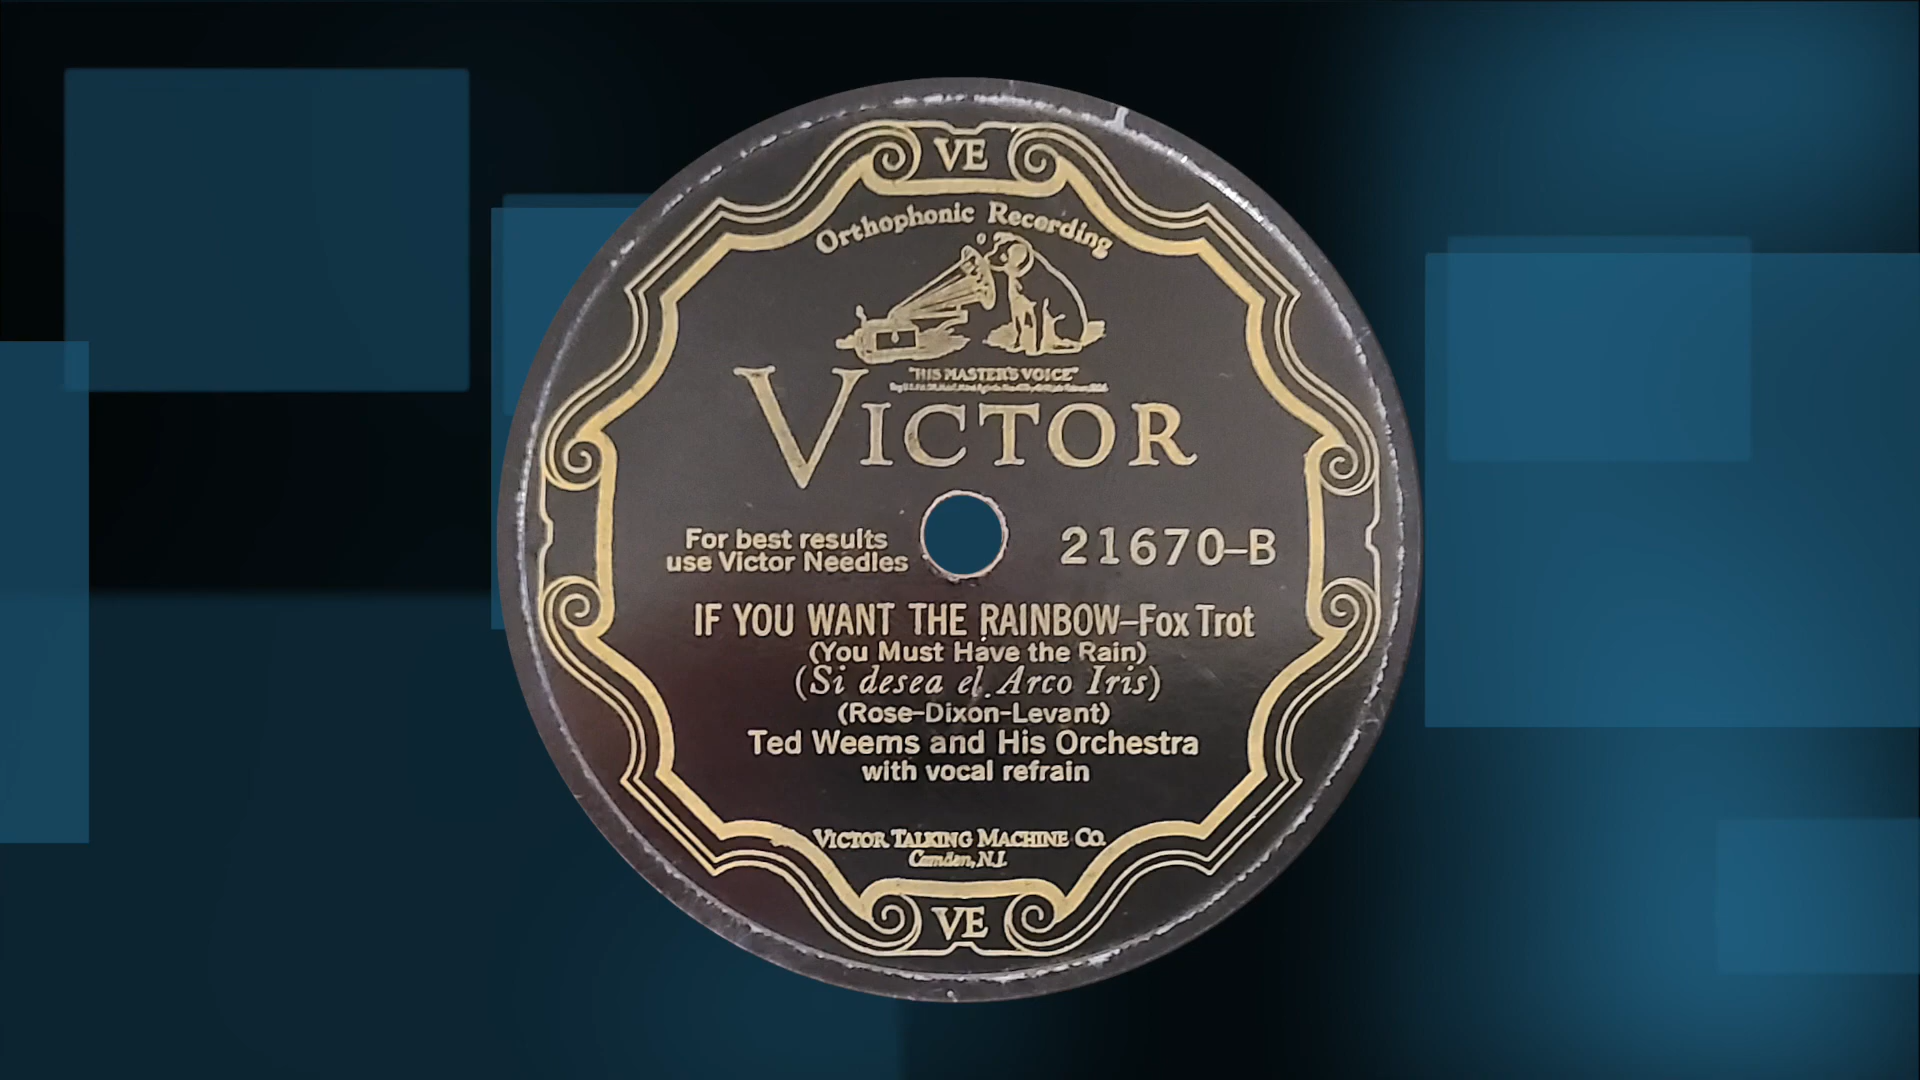 VE
Orthophonic Recording
"HIS MASTER'S VOICE"
VICTOR
For best results
use Victor Needles
21670-B
IF YOU WANT THE RAINBOW-Fox Trot
(You Must Have the Rain)
(Si desea el Arco Iris)
(Rose-Dixon-Levant)
Ted Weems and His Orchestra
with vocal refrain
VICTOR TALKING MACHINE CO.
Camden, N.J.
VE